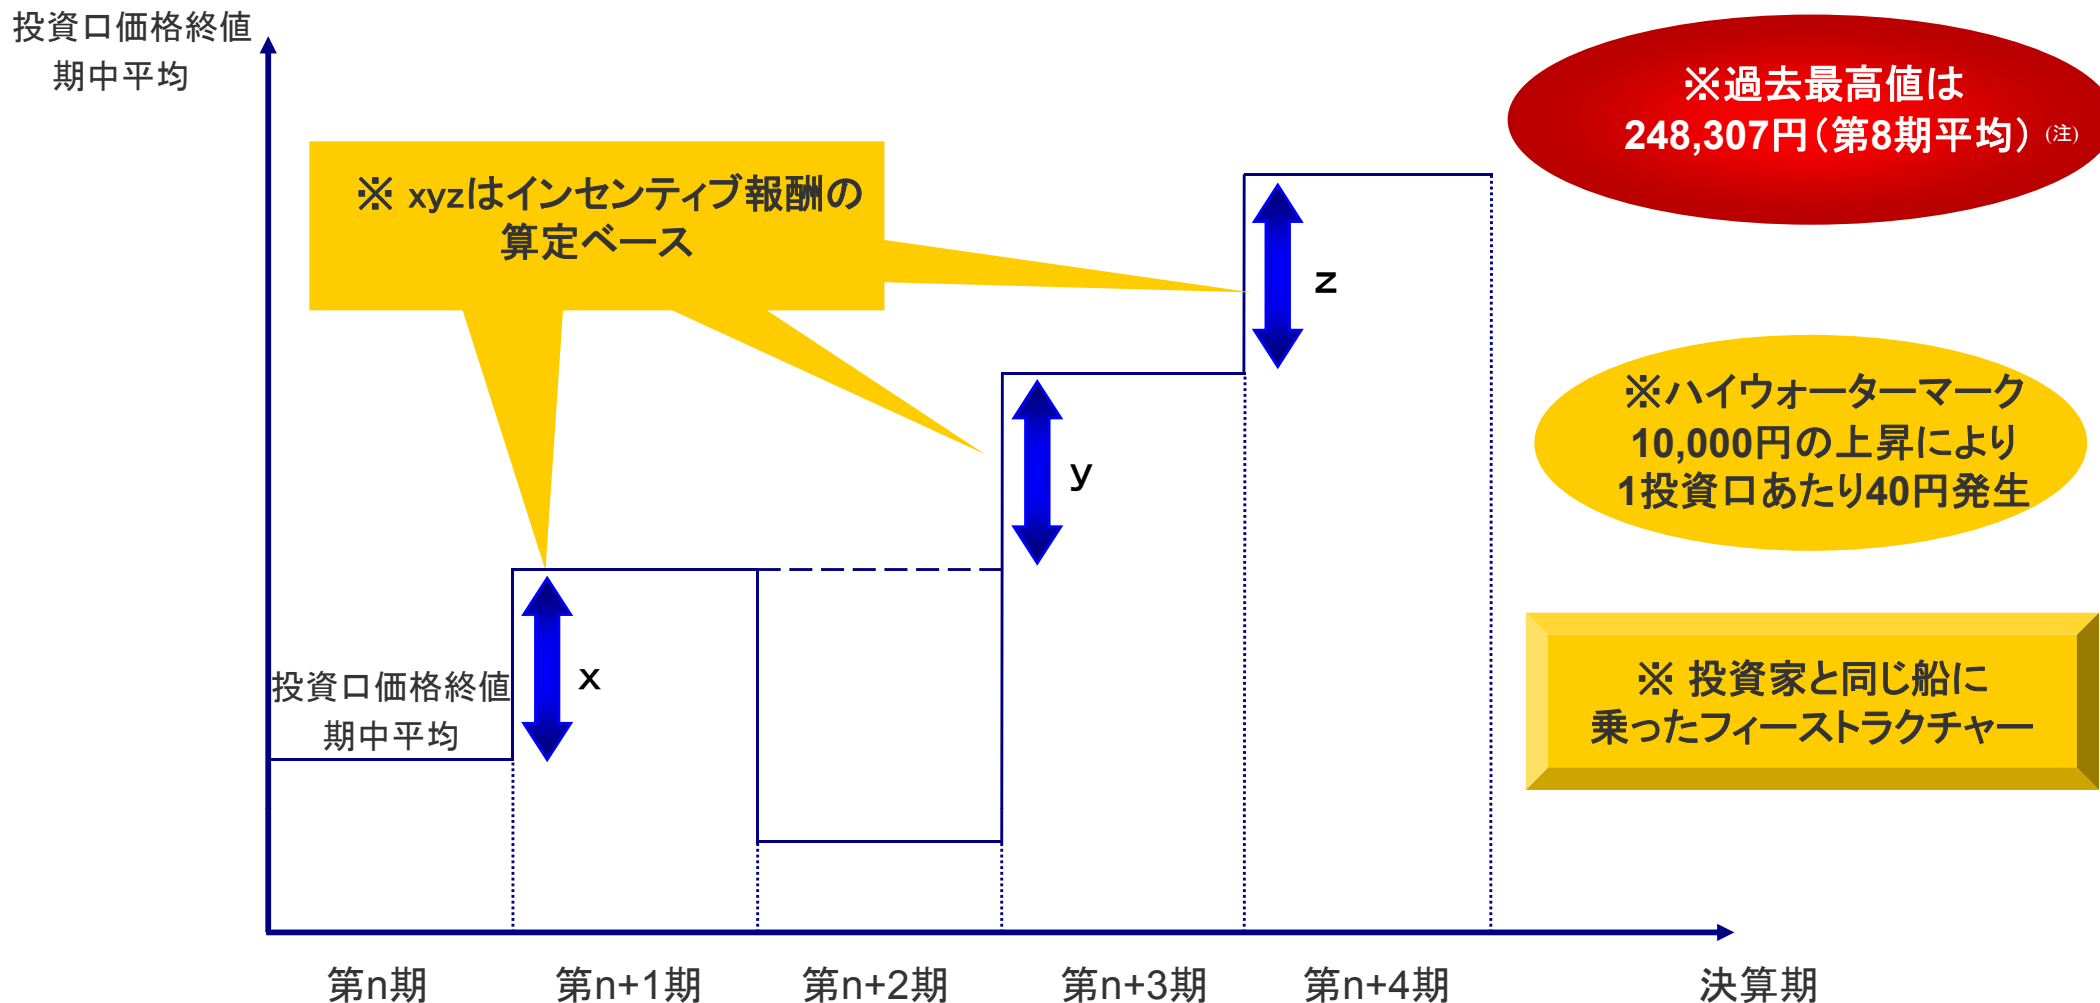 投資口価格終値
期中平均
※過去最高値は
248,307円（第8期平均）(注)
※ xyzはインセンティブ報酬の
算定ベース
z
※ハイウォーターマーク
10,000円の上昇により
1投資口あたり40円発生
y
x
投資口価格終値
期中平均
※ 投資家と同じ船に
乗ったフィーストラクチャー
第n期 第n+1期 第n+2期 第n+3期 第n+4期 決算期